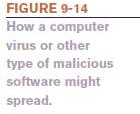 FIGURE 9-14
How a computer
virus or other
type of malicious
software might
spread.